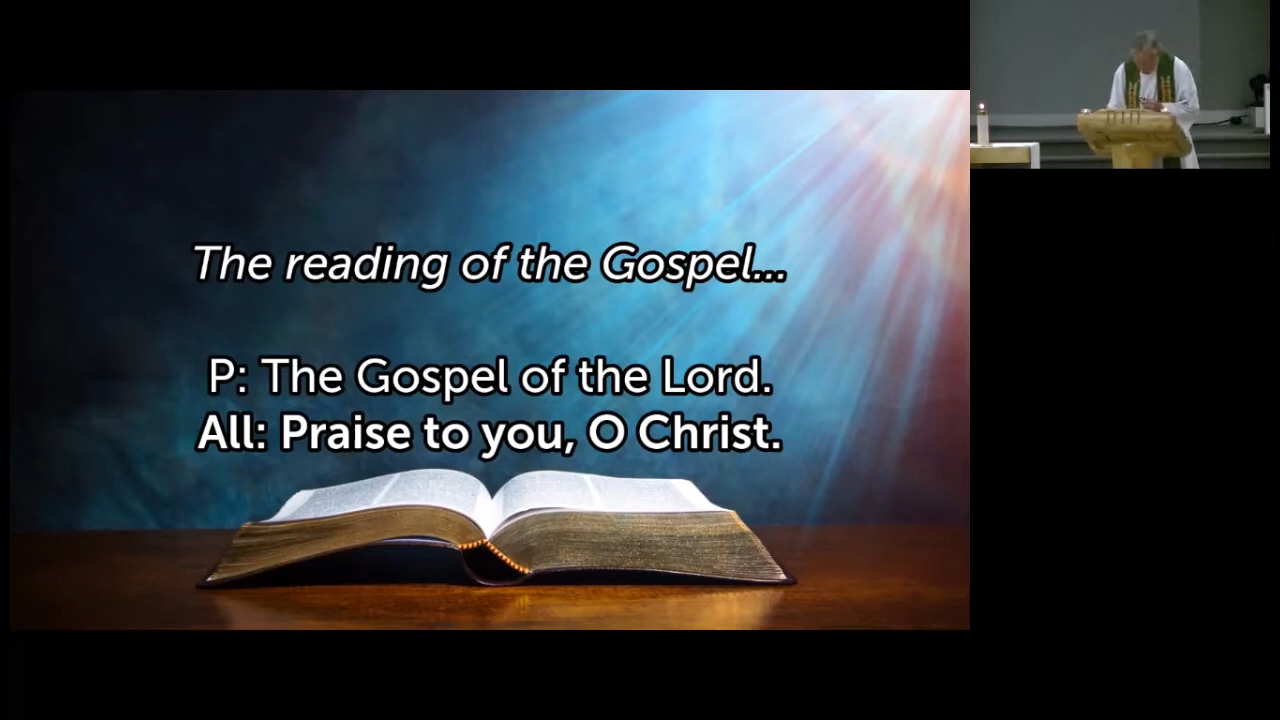 The reading of the Gospel...
P: The Gospel of the Lord.
All: Praise to you, O Christ.